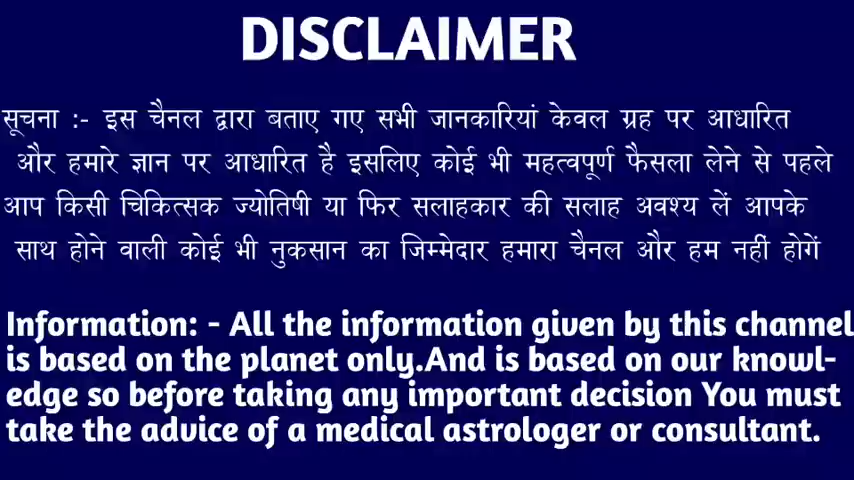 DISCLAIMER
सूचना :- इस चैनल द्वारा बताए गए सभी जानकारियां केवल ग्रह पर आधारित
और हमारे ज्ञान पर आधारित है इसलिए कोई भी महत्वपूर्ण फैसला लेने से पहले
आप किसी चिकित्सक ज्योतिषी या फिर सलाहकार की सलाह अवश्य लें आपके
साथ होने वाली कोई भी नुकसान का जिम्मेदार हमारा चैनल और हम नहीं होगें
Information: - All the information given by this channel
is based on the planet only.And is based on our knowl-
edge so before taking any important decision You must
take the advice of a medical astrologer or consultant.